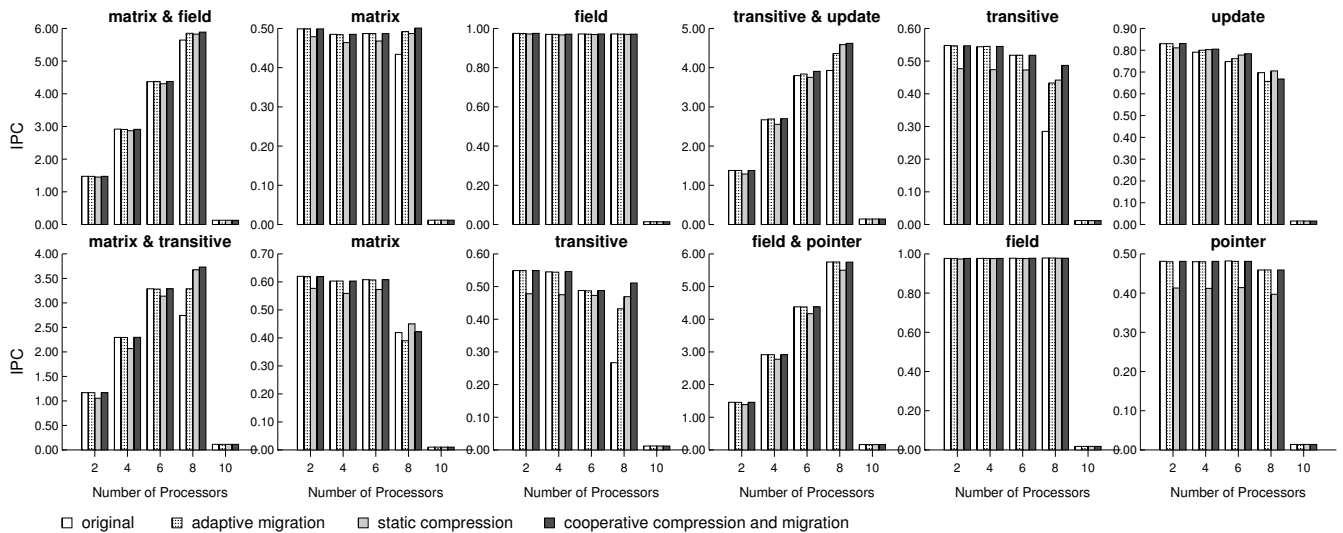 matrix & field
matrix
field
transitive & update
transitive
update
IPC
6.00
5.00
4.00
3.00
2.00
1.00
0.00
0.50
0.40
0.30
0.20
0.10
0.00
1.00
0.80
0.60
0.40
0.20
0.00
5.00
4.00
3.00
2.00
1.00
0.00
0.60
0.50
0.40
0.30
0.20
0.10
0.00
0.90
0.80
0.70
0.60
0.50
0.40
0.30
0.20
0.10
0.00
matrix & transitive
matrix
transitive
field & pointer
field
pointer
IPC
4.00
3.50
3.00
2.50
2.00
1.50
1.00
0.50
0.00
0.70
0.60
0.50
0.40
0.30
0.20
0.10
0.00
0.60
0.50
0.40
0.30
0.20
0.10
0.00
6.00
5.00
4.00
3.00
2.00
1.00
0.00
1.00
0.80
0.60
0.40
0.20
0.00
0.50
0.40
0.30
0.20
0.10
0.00
2 4 6 8 10
2 4 6 8 10
2 4 6 8 10
2 4 6 8 10
2 4 6 8 10
2 4 6 8 10
Number of Processors
Number of Processors
Number of Processors
Number of Processors
Number of Processors
Number of Processors
original
adaptive migration
static compression
cooperative compression and migration